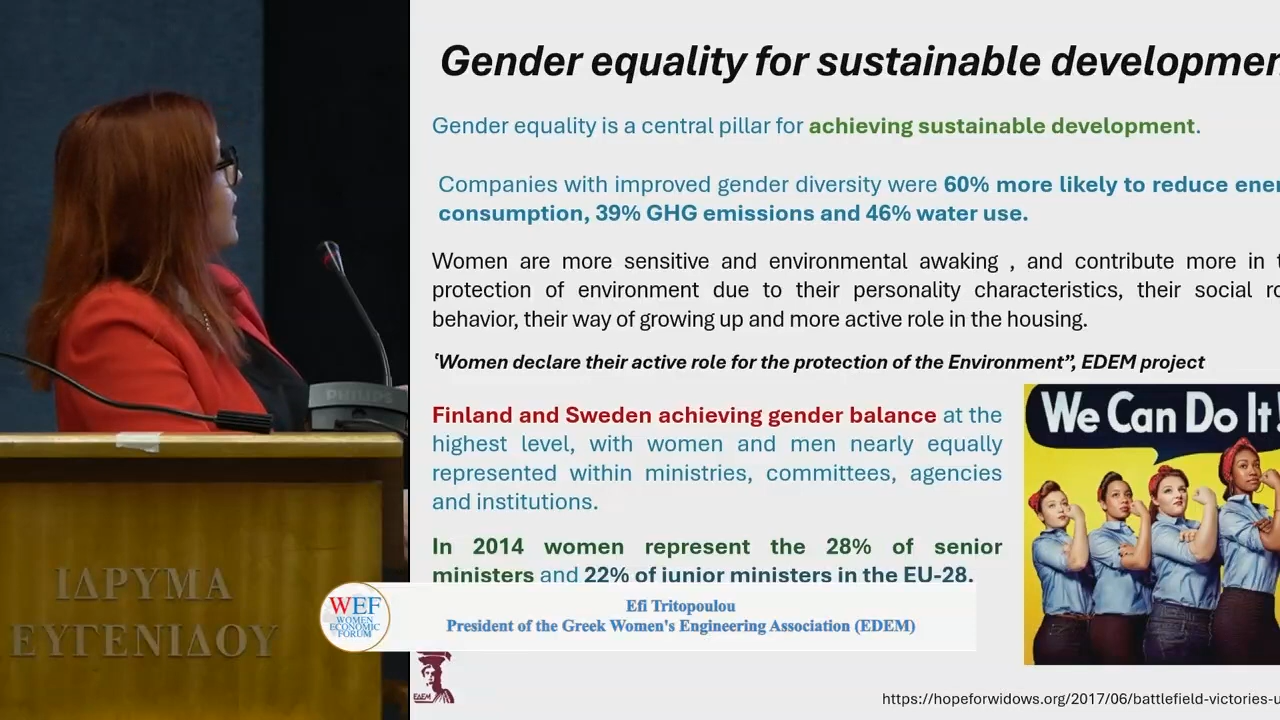 Gender equality for sustainable developmen
Gender equality is a central pillar for achieving sustainable development.
Companies with improved gender diversity were 60% more likely to reduce ener
consumption, 39% GHG emissions and 46% water use.
Women are more sensitive and environmental awaking , and contribute more in t
protection of environment due to their personality characteristics, their social ro
behavior, their way of growing up and more active role in the housing.
‘Women declare their active role for the protection of the Environment”, EDEM project
Finland and Sweden achieving gender balance at the
highest level, with women and men nearly equally
represented within ministries, committees, agencies
and institutions.
In 2014 women represent the 28% of senior
ministers and 22% of junior ministers in the EU-28.
We Can Do It!
PHILIPS
ΙΔΡΥΜΑ
ΕΥΓΕΝΙΔΟΥ
WEF
WOMEN
ECONOMIC
FORUM
Efi Tritopoulou
President of the Greek Women's Engineering Association (EDEM)
EΔEM
https://hopeforwidows.org/2017/06/battlefield-victories-u